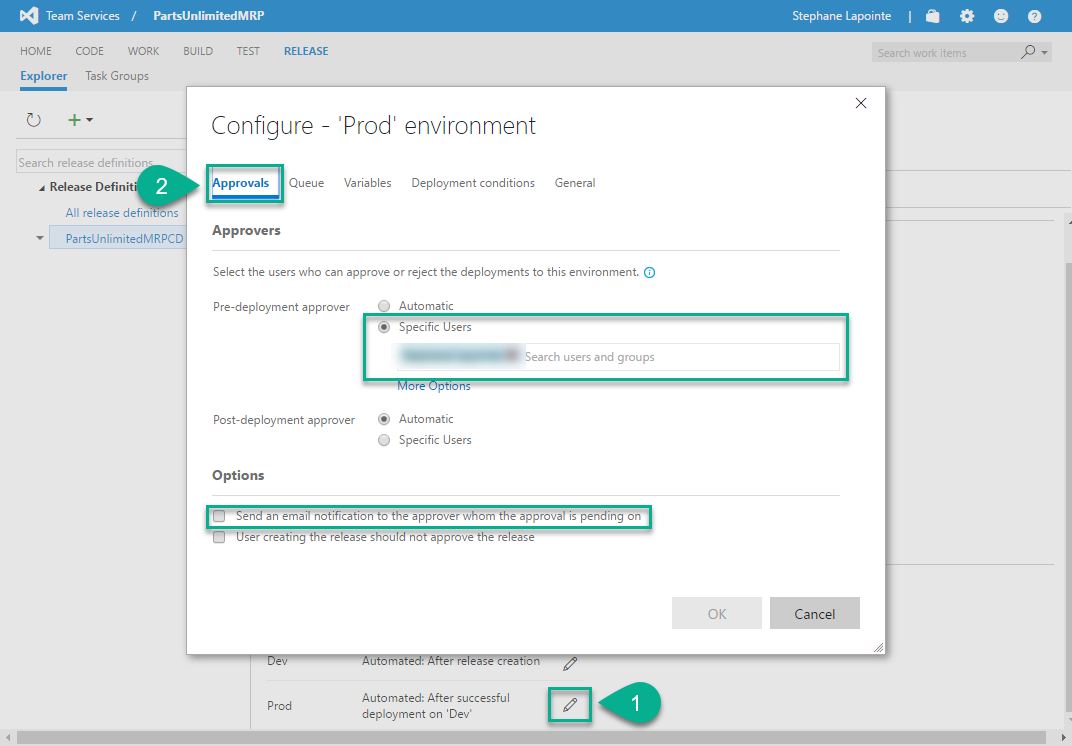 Team Services / PartsUnlimitedMRP
Stephane Lapointe |
HOME CODE WORK BUILD TEST RELEASE
Search work items
Explorer Task Groups
Search release definitions
Release Definiti
All release definitions
PartsUnlimitedMRPCD
Configure - 'Prod' environment
2
Approvals Queue Variables Deployment conditions General
Approvers
Select the users who can approve or reject the deployments to this environment.
Pre-deployment approver
Automatic
Specific Users
Search users and groups
More Options
Post-deployment approver
Automatic
Specific Users
Options
Send an email notification to the approver whom the approval is pending on
User creating the release should not approve the release
OK Cancel
Dev Automated: After release creation
Prod Automated: After successful
deployment on 'Dev'
1